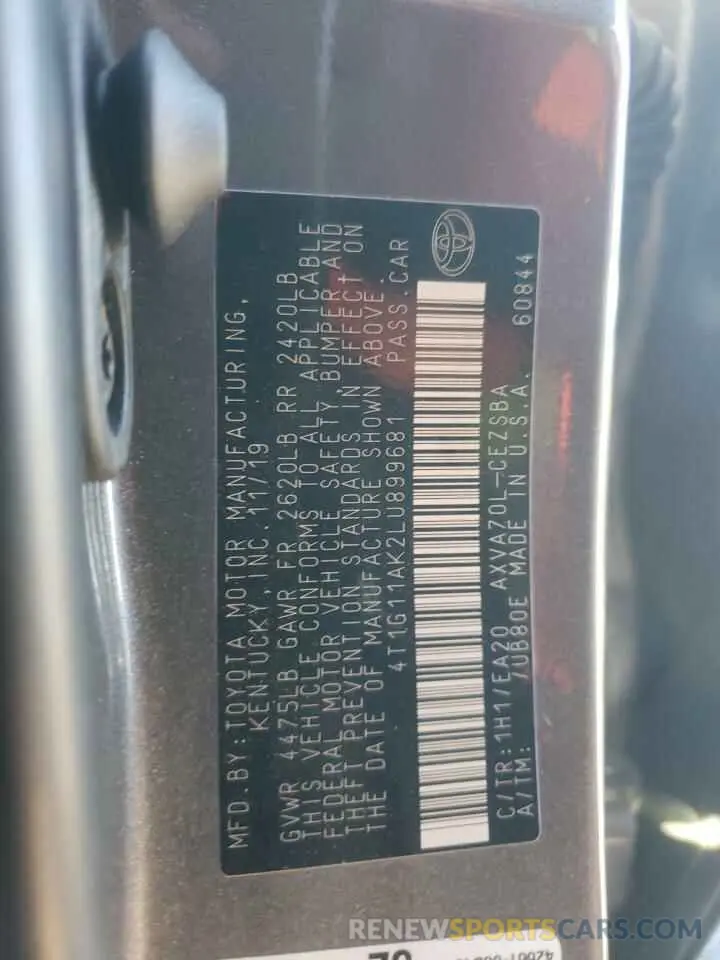 MFD.BY:TOYOTA MOTOR MANUFACTURING,
KENTUCKY,INC. 11/19
GVWR 4475LB GAWR FR 2620LB RR 2420LB
THIS VEHICLE CONFORMS TO ALL APPLICABLE
FEDERAL MOTOR VEHICLE SAFETY, BUMPER AND
THEFT PREVENTION STANDARDS IN EFFECT ON
THE DATE OF MANUFACTURE SHOWN ABOVE.
4T1G11AK2LU899681 PASS.CAR
C/TR:1H1/EA20 AXVA70L-CEZSBA
A/TM: /UB80E MADE IN U.S.A. 60844
RENEWSPORTSCARS.COM